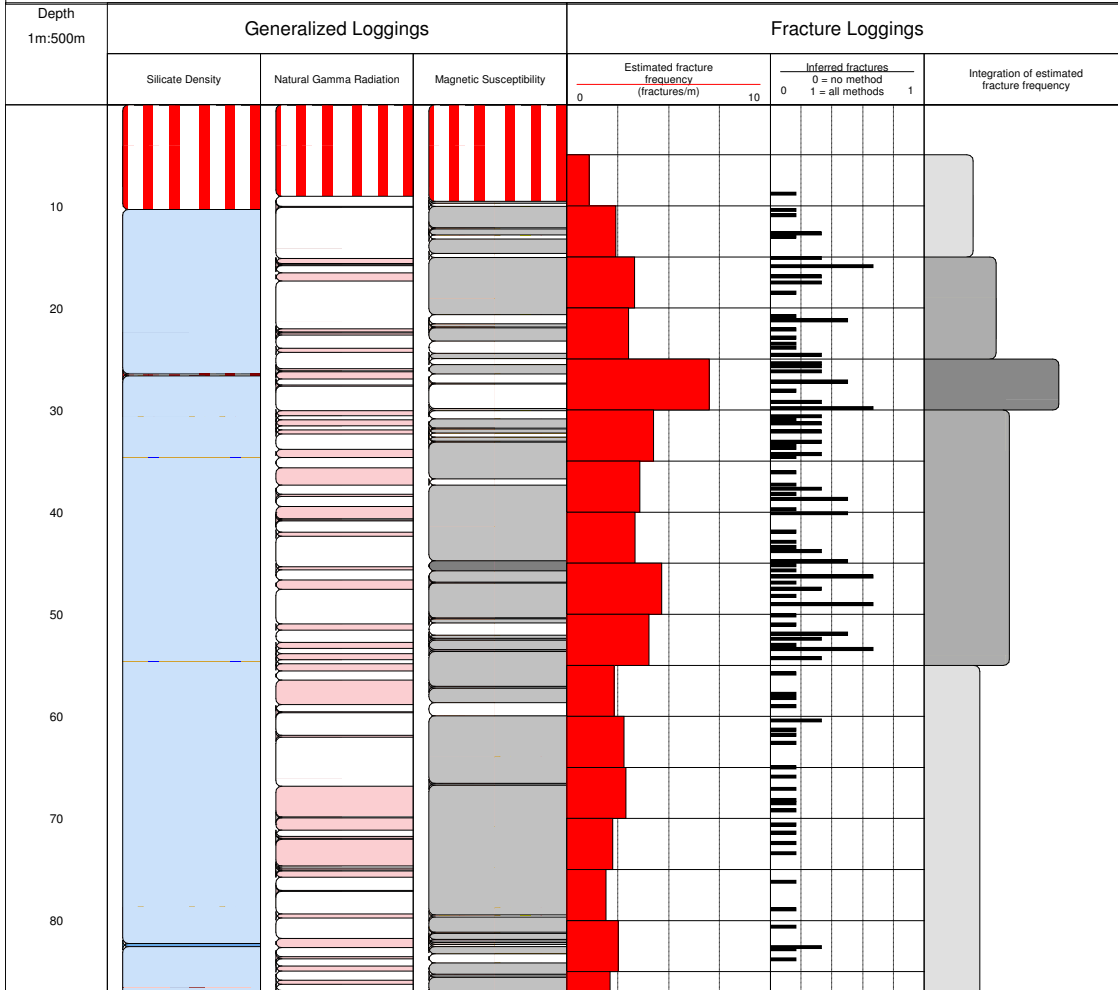 Depth
1m:500m
Generalized Loggings
Fracture Loggings
Silicate Density
Natural Gamma Radiation
Magnetic Susceptibility
Estimated fracture
frequency
(fractures/m)
0 10
Inferred fractures
0 = no method
0 1 = all methods 1
Integration of estimated
fracture frequency
10
20
30
40
50
60
70
80